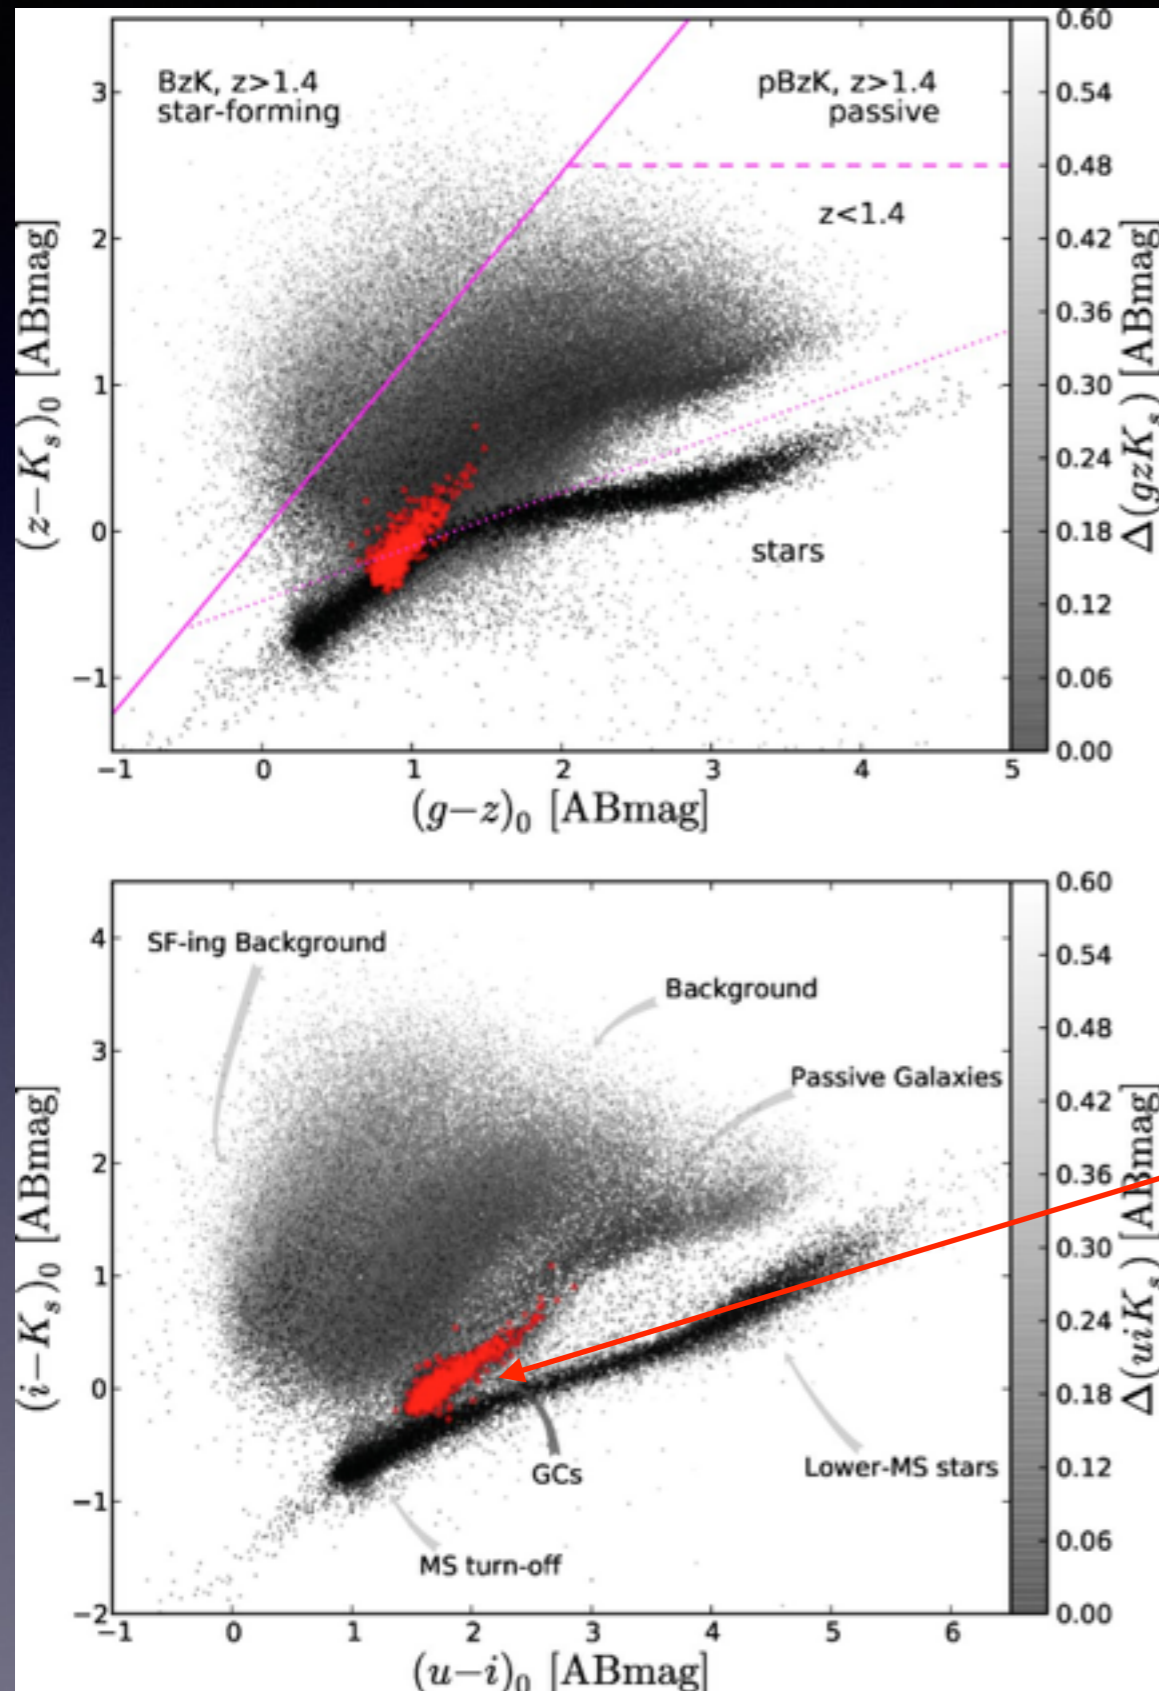 BzK, z>1.4
star-forming
pBzK, z>1.4
passive
z<1.4
stars
3
2
1
0
−1
−1 0 1 2 3 4 5
(z−Kₛ)₀ [ABmag]
(g−z)₀ [ABmag]
0.60
0.54
0.48
0.42
0.36
0.30
0.24
0.18
0.12
0.06
0.00
Δ(gzKₛ) [ABmag]
SF-ing Background
Background
Passive Galaxies
GCs
Lower-MS stars
MS turn-off
4
3
2
1
0
−1
−2
−1 0 1 2 3 4 5 6
(i−Kₛ)₀ [ABmag]
(u−i)₀ [ABmag]
0.60
0.54
0.48
0.42
0.36
0.30
0.24
0.18
0.12
0.06
0.00
Δ(uiKₛ) [ABmag]